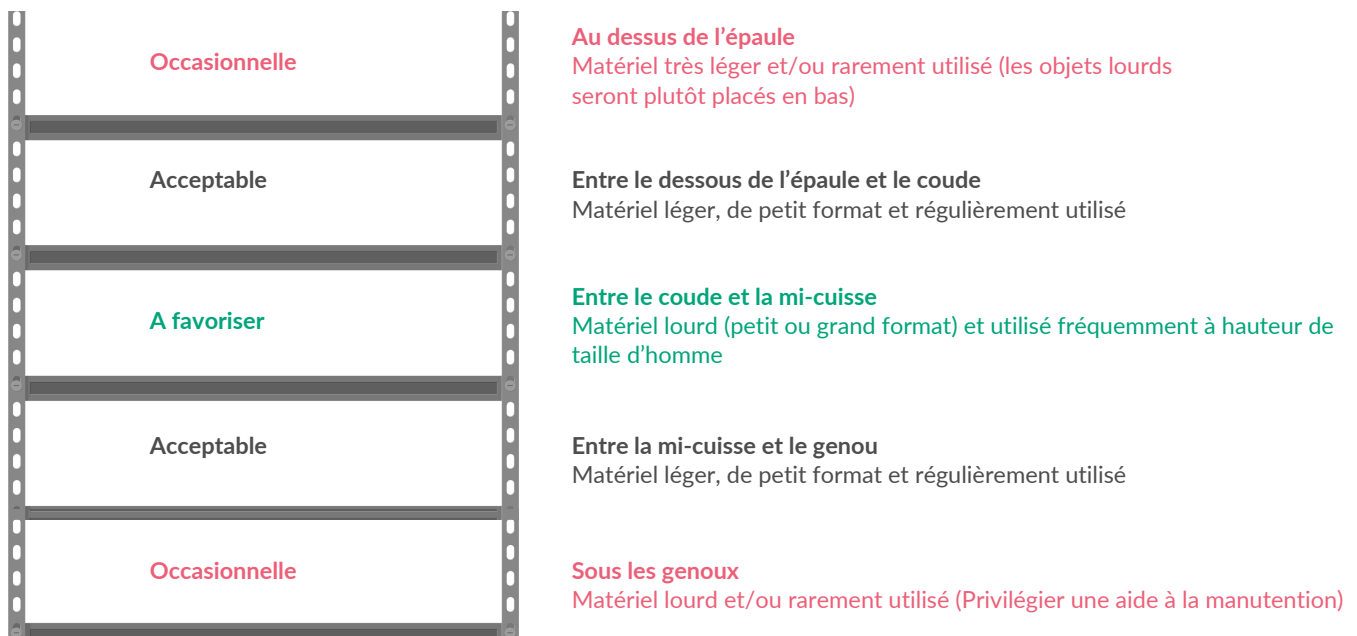 Occasionnelle
Au dessus de l’épaule
Matériel très léger et/ou rarement utilisé (les objets lourds
seront plutôt placés en bas)
Acceptable
Entre le dessous de l’épaule et le coude
Matériel léger, de petit format et régulièrement utilisé
A favoriser
Entre le coude et la mi-cuisse
Matériel lourd (petit ou grand format) et utilisé fréquemment à hauteur de
taille d’homme
Acceptable
Entre la mi-cuisse et le genou
Matériel léger, de petit format et régulièrement utilisé
Occasionnelle
Sous les genoux
Matériel lourd et/ou rarement utilisé (Privilégier une aide à la manutention)